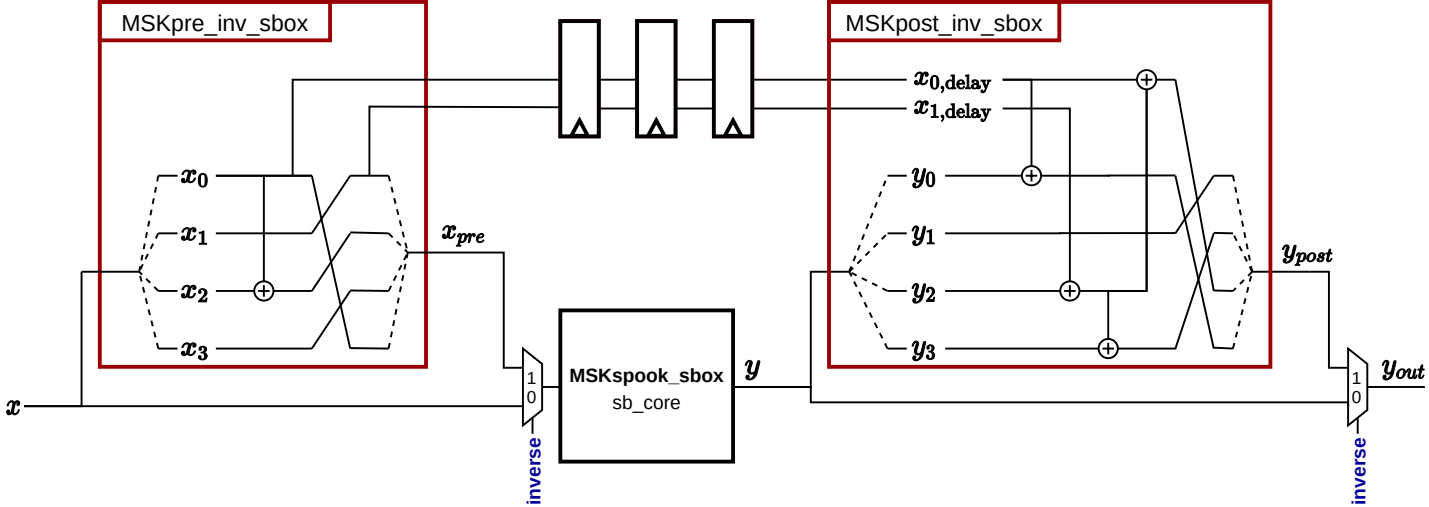 MSKpre_inv_sbox
MSKpost_inv_sbox
x0,delay
x1,delay
x0
x1
x2
x3
xpre
y0
y1
y2
y3
ypost
x
1
0
inverse
MSKspook_sbox
sb_core
y
1
0
yout
inverse